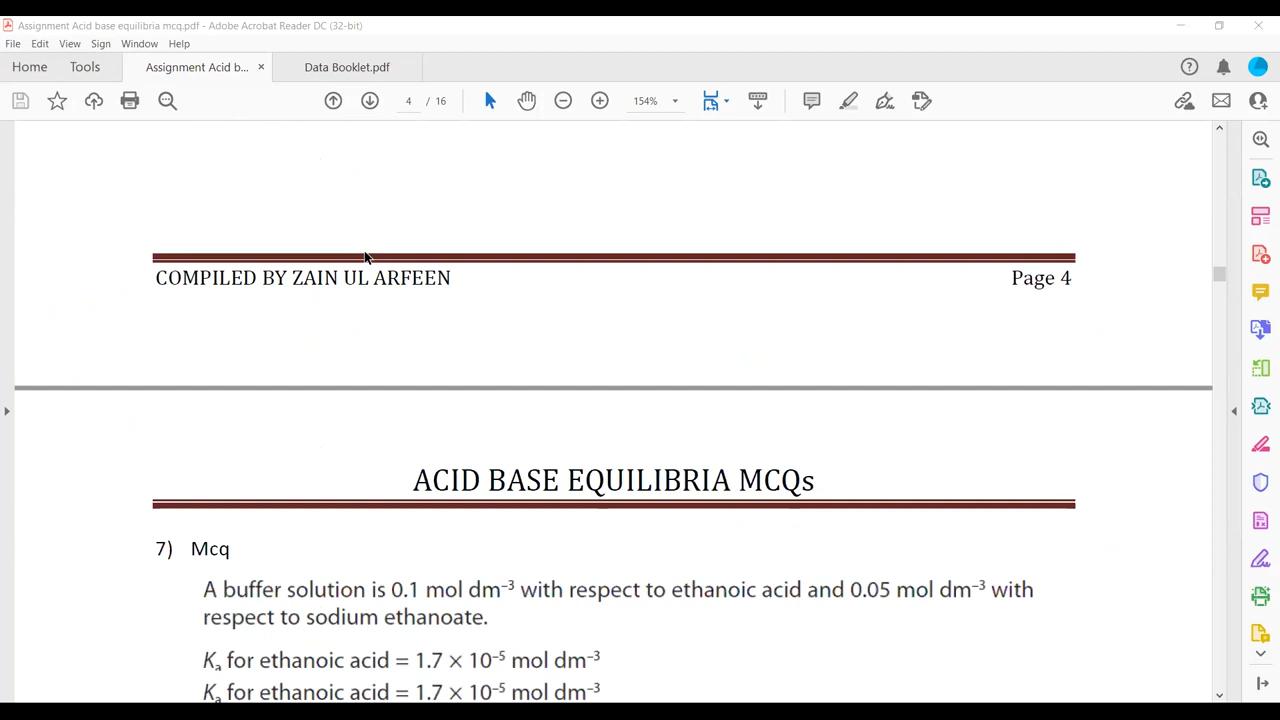 Assignment Acid base equilibria mcq.pdf - Adobe Acrobat Reader DC (32-bit)
File Edit View Sign Window Help
Home Tools Assignment Acid b... × Data Booklet.pdf
4 / 16 154%
COMPILED BY ZAIN UL ARFEEN Page 4
ACID BASE EQUILIBRIA MCQs
7) Mcq
A buffer solution is 0.1 mol dm⁻³ with respect to ethanoic acid and 0.05 mol dm⁻³ with
respect to sodium ethanoate.
Kₐ for ethanoic acid = 1.7 × 10⁻⁵ mol dm⁻³
Kₐ for ethanoic acid = 1.7 × 10⁻⁵ mol dm⁻³